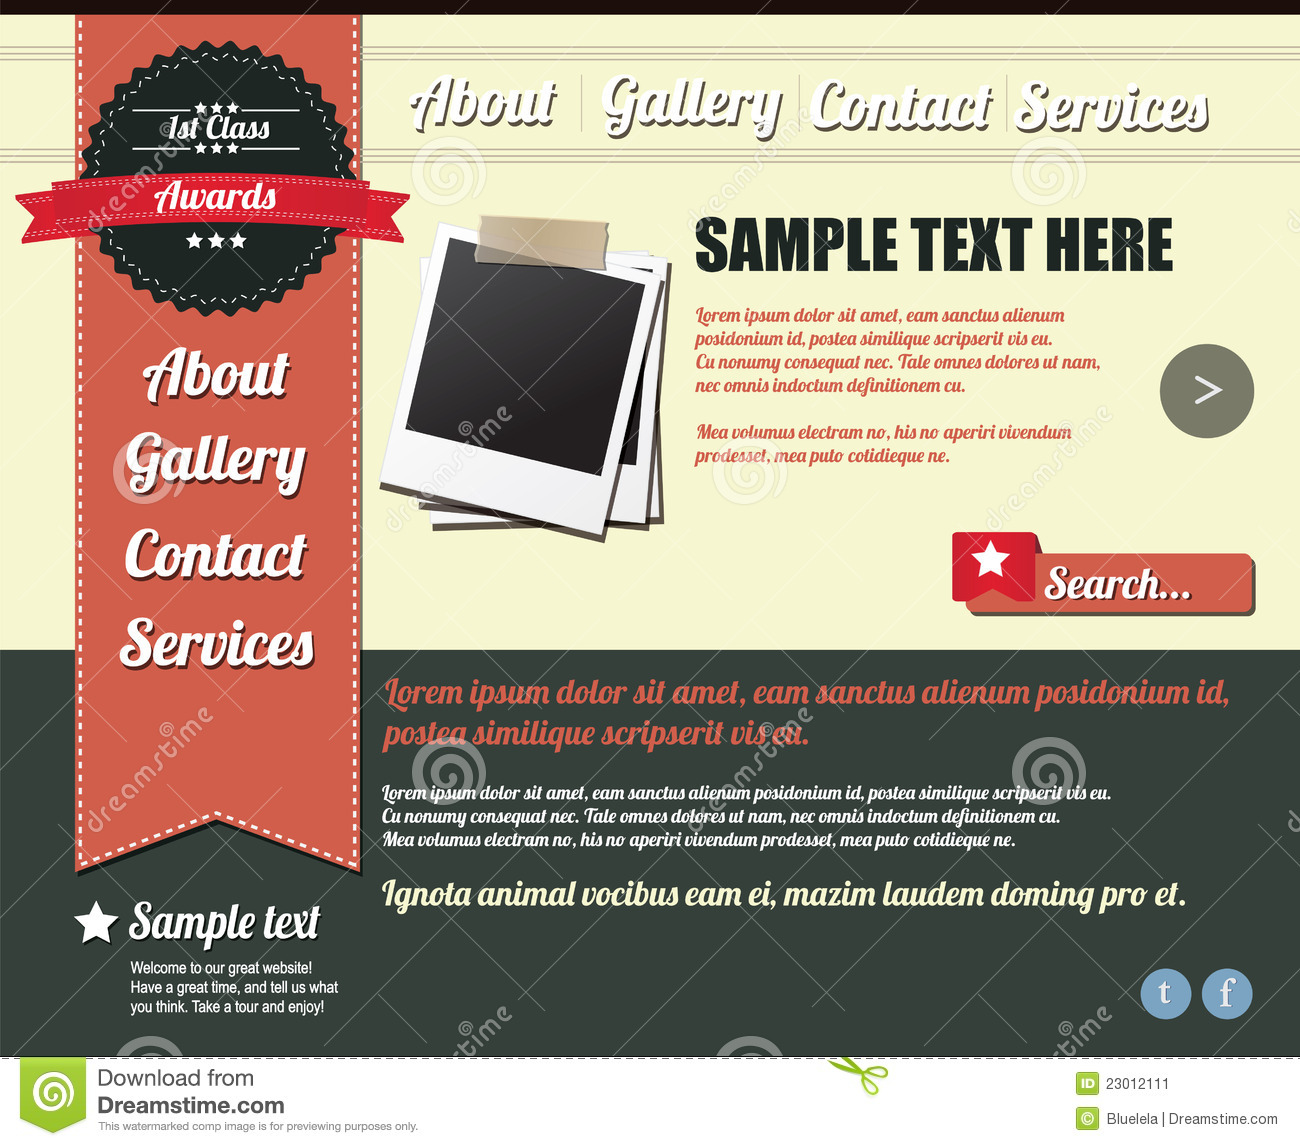 About Gallery Contact Services
1st Class
Awards
About
Gallery
Contact
Services
SAMPLE TEXT HERE
Lorem ipsum dolor sit amet, eam sanctus alienum
posidonium id, postea similique scripserit vis eu.
Cu nonumy consequat nec. Tale omnes dolores ut nam,
nec omnis indoctum definitionem cu.
Mea volumus electram no, his no aperiri vivendum
prodesset, mea puto cotidieque ne.
>
Search...
Lorem ipsum dolor sit amet, eam sanctus alienum posidonium id,
postea similique scripserit vis eu.
Lorem ipsum dolor sit amet, eam sanctus alienum posidonium id, postea similique scripserit vis eu.
Cu nonumy consequat nec. Tale omnes dolores ut nam, nec omnis indoctum definitionem cu.
Mea volumus electram no, his no aperiri vivendum prodesset, mea puto cotidieque ne.
Ignota animal vocibus eam ei, mazim laudem doming pro et.
Sample text
Welcome to our great website!
Have a great time, and tell us what
you think. Take a tour and enjoy!
t f
dreamstime
Download from
Dreamstime.com
This watermarked comp image is for previewing purposes only.
ID 23012111
© Bluelela | Dreamstime.com